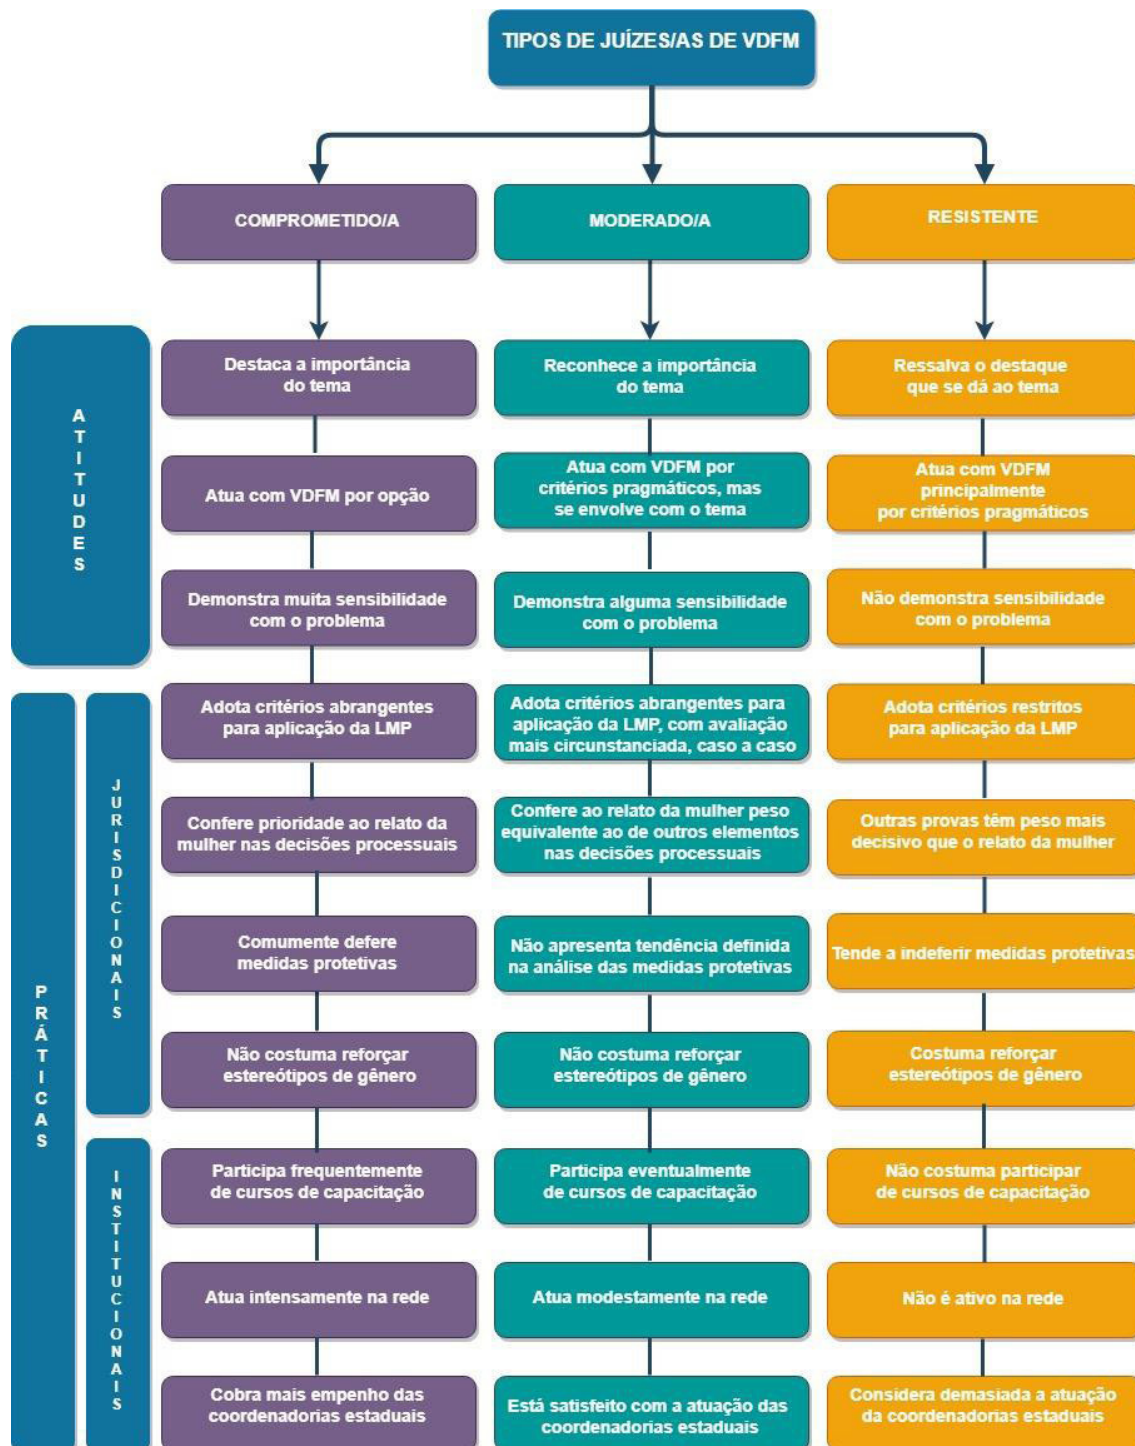 TIPOS DE JUÍZES/AS DE VDFM
COMPROMETIDO/A
MODERADO/A
RESISTENTE
ATITUDES
Destaca a importância
do tema
Reconhece a importância
do tema
Ressalva o destaque
que se dá ao tema
Atua com VDFM por opção
Atua com VDFM por
critérios pragmáticos, mas
se envolve com o tema
Atua com VDFM
principalmente
por critérios pragmáticos
Demonstra muita sensibilidade
com o problema
Demonstra alguma sensibilidade
com o problema
Não demonstra sensibilidade
com o problema
PRÁTICAS
JURISDICIONAIS
Adota critérios abrangentes
para aplicação da LMP
Adota critérios abrangentes para
aplicação da LMP, com avaliação
mais circunstanciada, caso a caso
Adota critérios restritos
para aplicação da LMP
Confere prioridade ao relato da
mulher nas decisões processuais
Confere ao relato da mulher peso
equivalente ao de outros elementos
nas decisões processuais
Outras provas têm peso mais
decisivo que o relato da mulher
Comumente defere
medidas protetivas
Não apresenta tendência definida
na análise das medidas protetivas
Tende a indeferir medidas protetivas
Não costuma reforçar
estereótipos de gênero
Não costuma reforçar
estereótipos de gênero
Costuma reforçar
estereótipos de gênero
INSTITUCIONAIS
Participa frequentemente
de cursos de capacitação
Participa eventualmente
de cursos de capacitação
Não costuma participar
de cursos de capacitação
Atua intensamente na rede
Atua modestamente na rede
Não é ativo na rede
Cobra mais empenho das
coordenadorias estaduais
Está satisfeito com a atuação das
coordenadorias estaduais
Considera demasiada a atuação
da coordenadorias estaduais